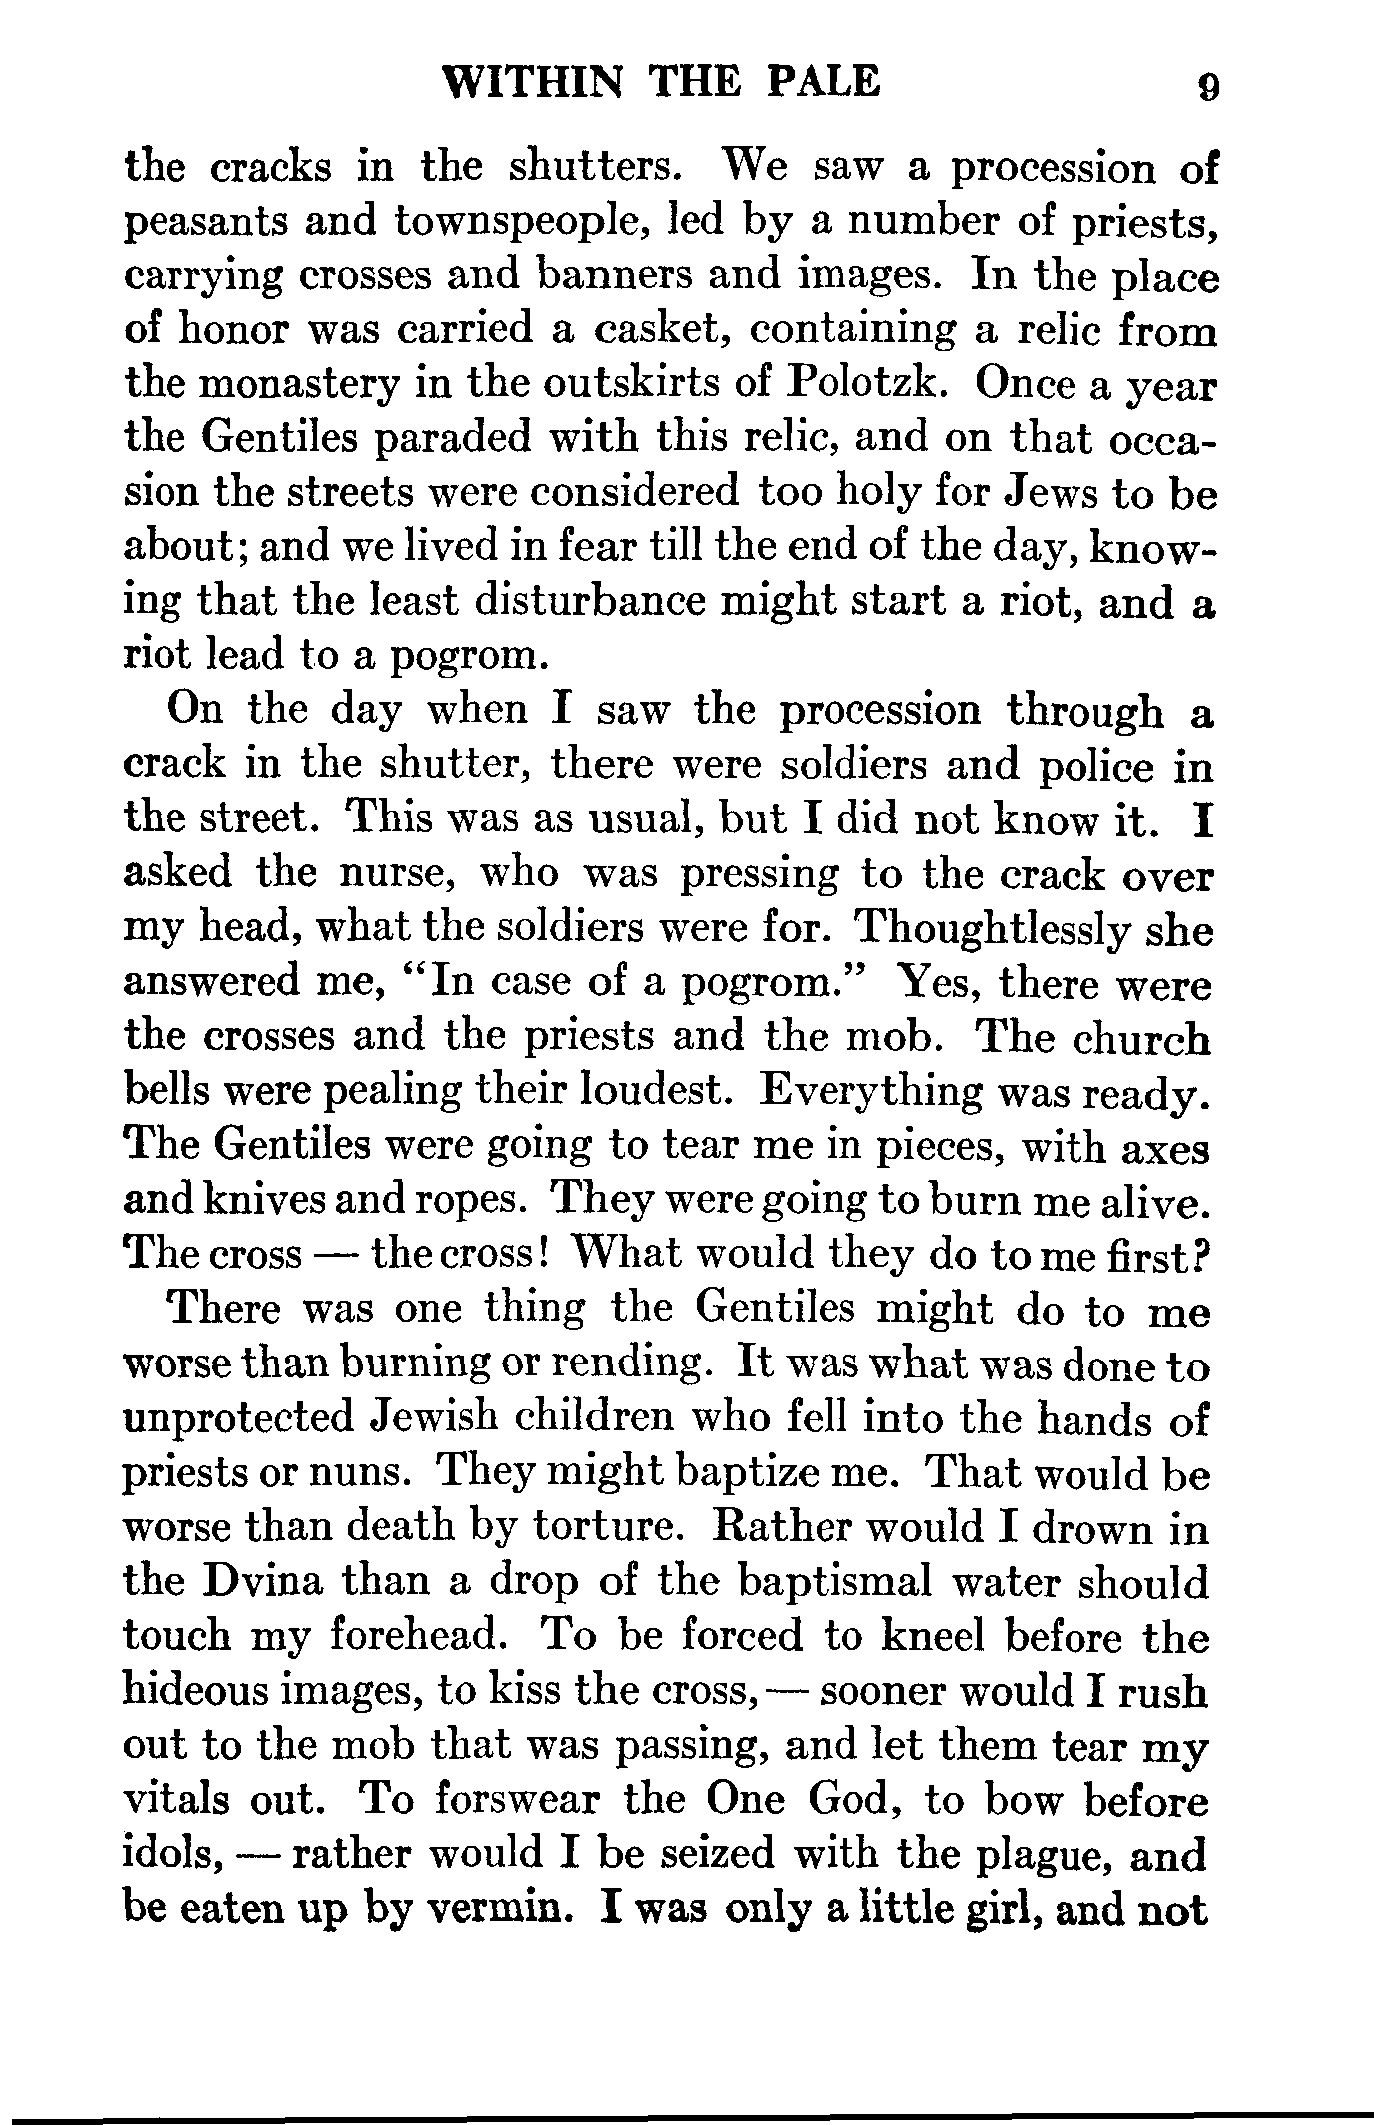 WITHIN THE PALE 9
the cracks in the shutters. We saw a procession of
peasants and townspeople, led by a number of priests,
carrying crosses and banners and images. In the place
of honor was carried a casket, containing a relic from
the monastery in the outskirts of Polotzk. Once a year
the Gentiles paraded with this relic, and on that occa-
sion the streets were considered too holy for Jews to be
about; and we lived in fear till the end of the day, know-
ing that the least disturbance might start a riot, and a
riot lead to a pogrom.
On the day when I saw the procession through a
crack in the shutter, there were soldiers and police in
the street. This was as usual, but I did not know it. I
asked the nurse, who was pressing to the crack over
my head, what the soldiers were for. Thoughtlessly she
answered me, “In case of a pogrom.” Yes, there were
the crosses and the priests and the mob. The church
bells were pealing their loudest. Everything was ready.
The Gentiles were going to tear me in pieces, with axes
and knives and ropes. They were going to burn me alive.
The cross — the cross! What would they do to me first?
There was one thing the Gentiles might do to me
worse than burning or rending. It was what was done to
unprotected Jewish children who fell into the hands of
priests or nuns. They might baptize me. That would be
worse than death by torture. Rather would I drown in
the Dvina than a drop of the baptismal water should
touch my forehead. To be forced to kneel before the
hideous images, to kiss the cross,— sooner would I rush
out to the mob that was passing, and let them tear my
vitals out. To forswear the One God, to bow before
idols, — rather would I be seized with the plague, and
be eaten up by vermin. I was only a little girl, and not